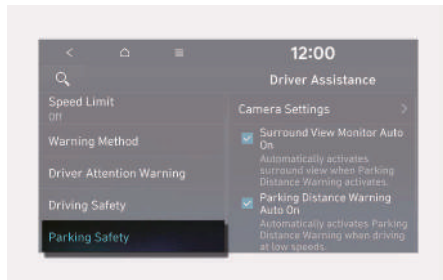 12:00
Driver Assistance
Speed Limit
Off
Warning Method
Driver Attention Warning
Driving Safety
Parking Safety
Camera Settings
Surround View Monitor Auto
On
Automatically activates
surround view when Parking
Distance Warning activates.
Parking Distance Warning
Auto On
Automatically activates Parking
Distance Warning when driving
at low speeds.